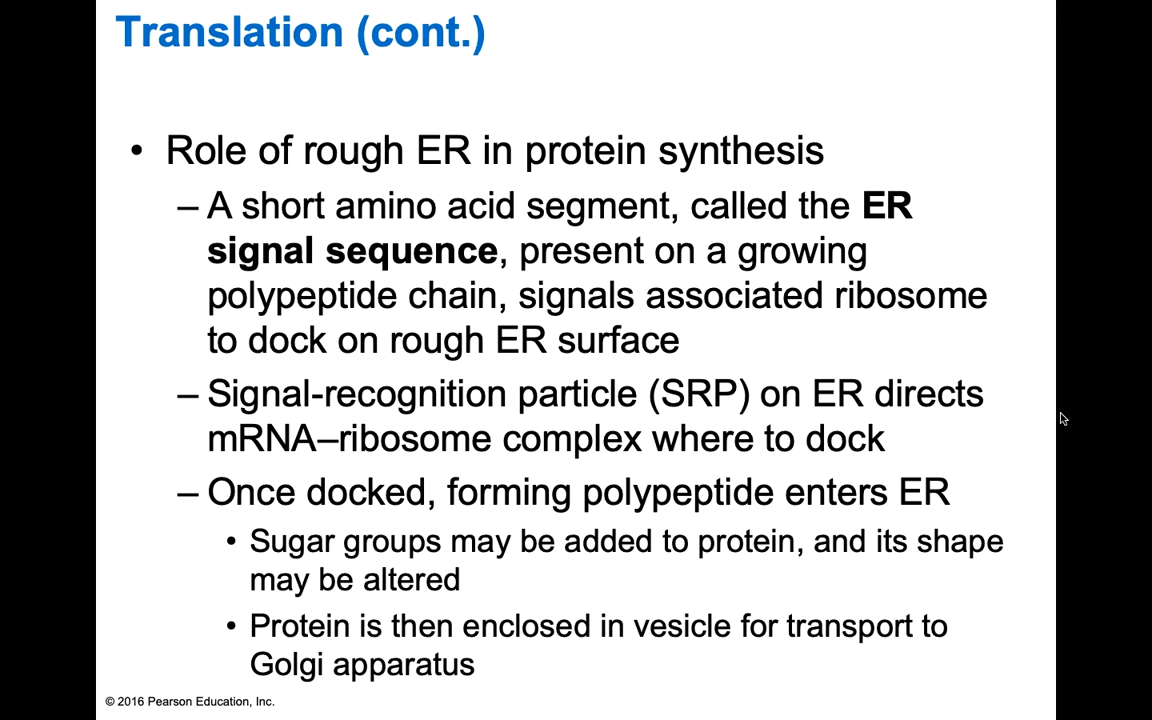 Translation (cont.)
• Role of rough ER in protein synthesis
– A short amino acid segment, called the ER
signal sequence, present on a growing
polypeptide chain, signals associated ribosome
to dock on rough ER surface
– Signal-recognition particle (SRP) on ER directs
mRNA–ribosome complex where to dock
– Once docked, forming polypeptide enters ER
• Sugar groups may be added to protein, and its shape
may be altered
• Protein is then enclosed in vesicle for transport to
Golgi apparatus
© 2016 Pearson Education, Inc.